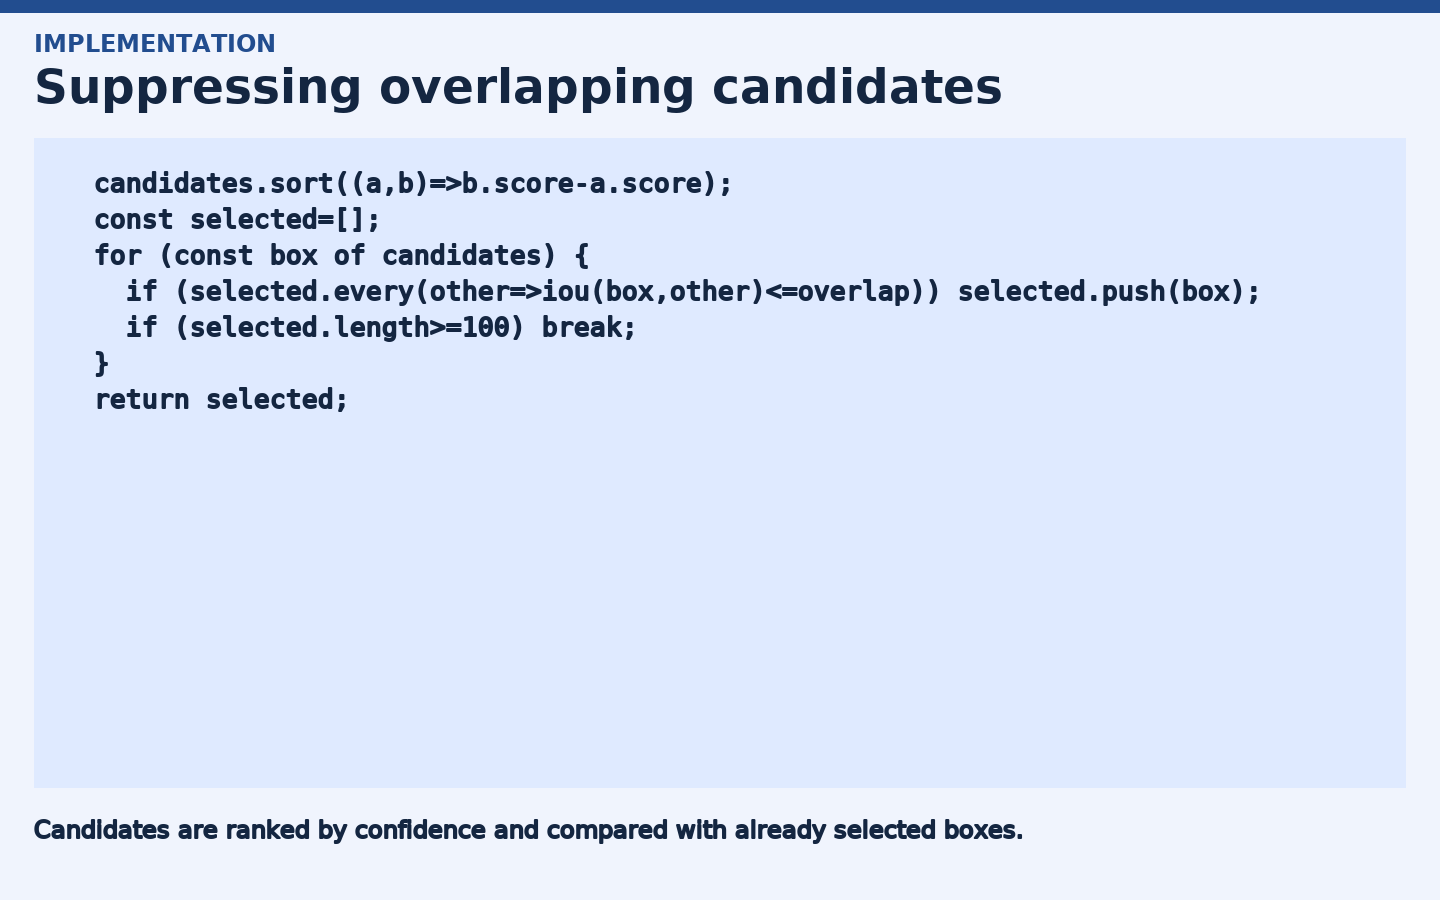 IMPLEMENTATION
Suppressing overlapping candidates
candidates.sort((a,b)=>b.score-a.score);
const selected=[];
for (const box of candidates) {
  if (selected.every(other=>iou(box,other)<=overlap)) selected.push(box);
  if (selected.length>=100) break;
}
return selected;
Candidates are ranked by confidence and compared with already selected boxes.